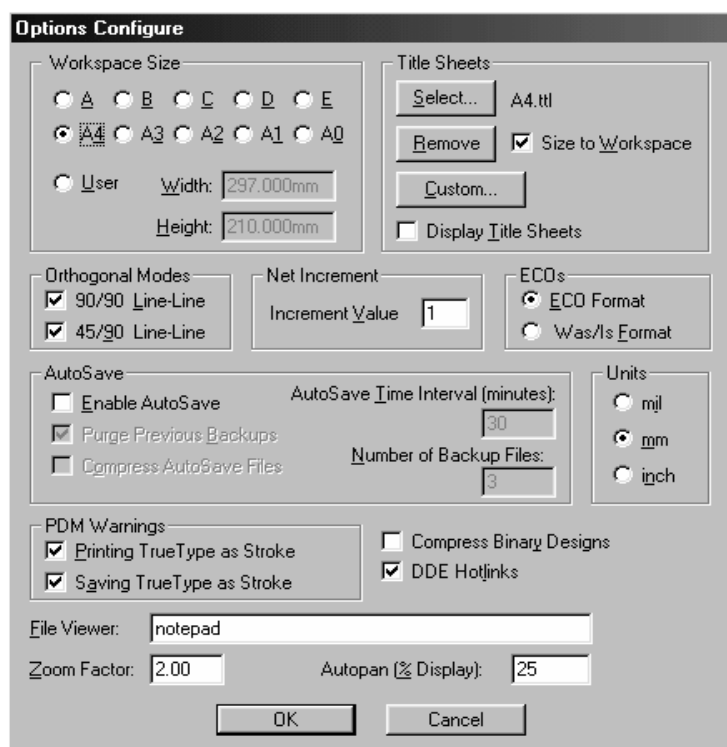 Options Configure
Workspace Size
A B C D E
A4 A3 A2 A1 A0
User Width: 297.000mm
Height: 210.000mm
Title Sheets
Select... A4.ttl
Remove Size to Workspace
Custom...
Display Title Sheets
Orthogonal Modes
90/90 Line-Line
45/90 Line-Line
Net Increment
Increment Value 1
ECOs
ECO Format
Was/Is Format
AutoSave
Enable AutoSave
Purge Previous Backups
Compress AutoSave Files
AutoSave Time Interval (minutes):
30
Number of Backup Files:
3
Units
mil
mm
inch
PDM Warnings
Printing TrueType as Stroke
Saving TrueType as Stroke
Compress Binary Designs
DDE Hotlinks
File Viewer: notepad
Zoom Factor: 2.00 Autopan (% Display): 25
OK Cancel